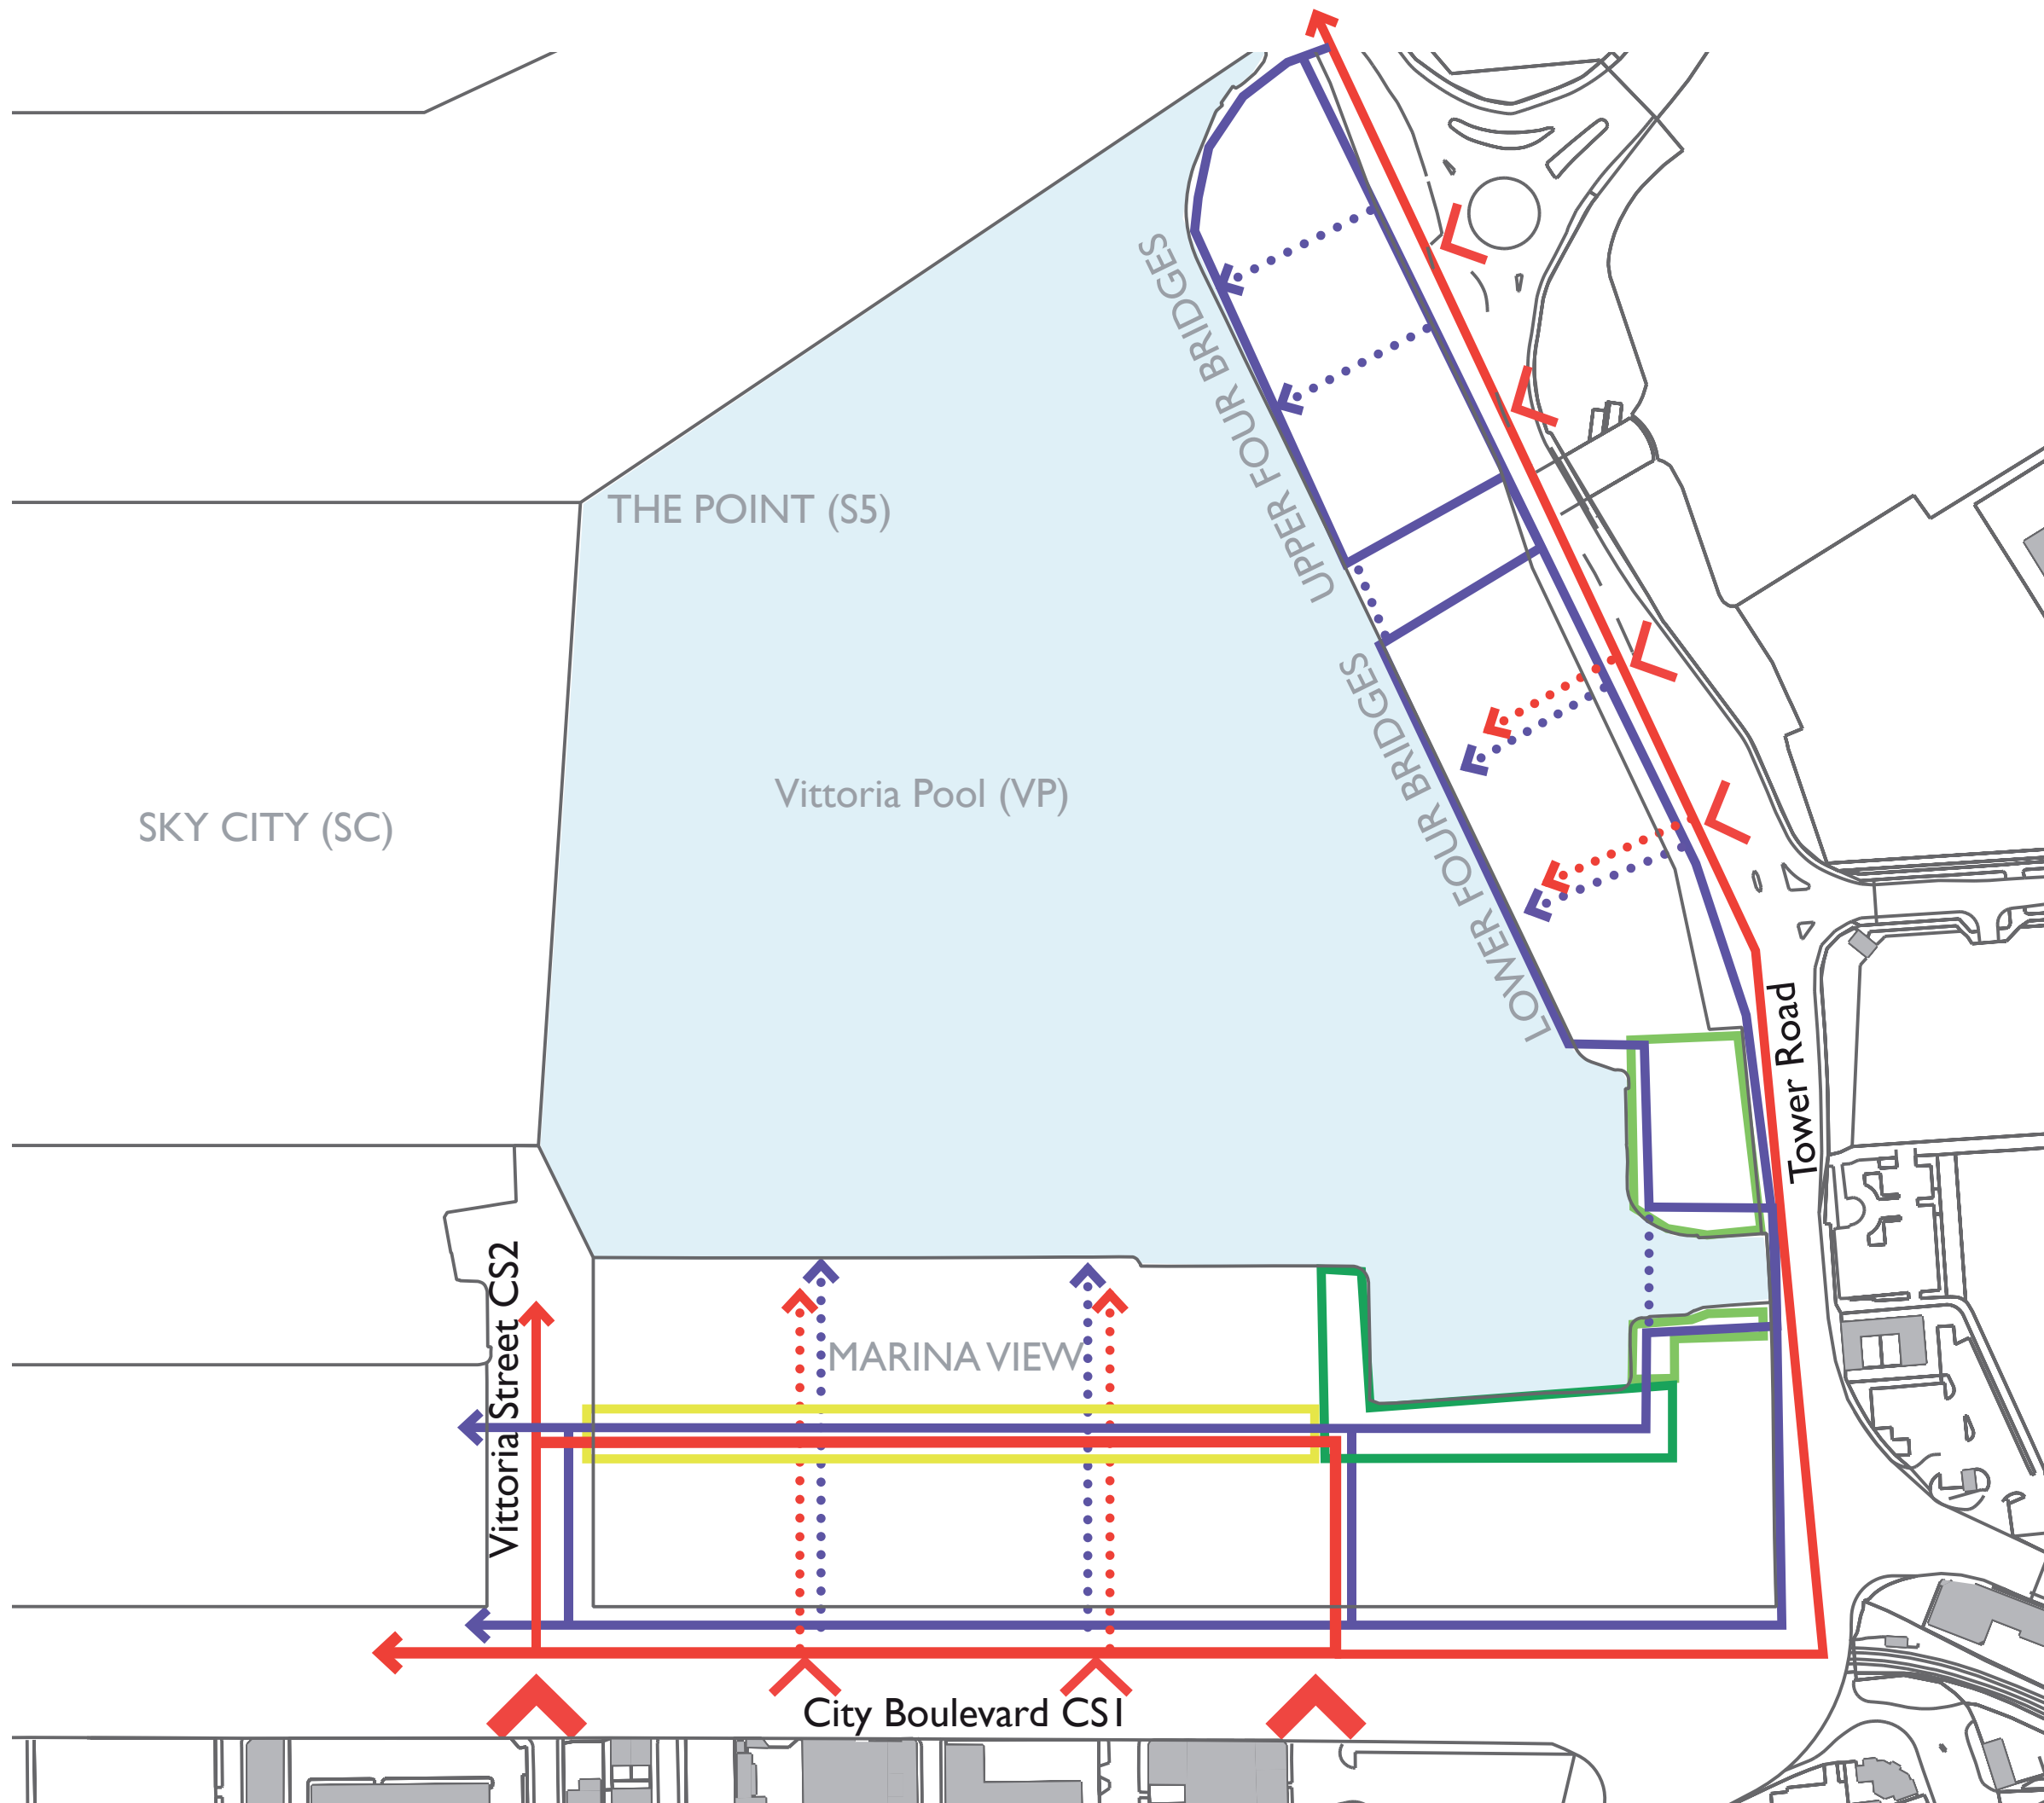 UPPER FOUR BRIDGES
THE POINT (S5)
LOWER FOUR BRIDGES
Vittoria Pool (VP)
SKY CITY (SC)
Tower Road
Vittoria Street CS2
MARINA VIEW
City Boulevard CS1